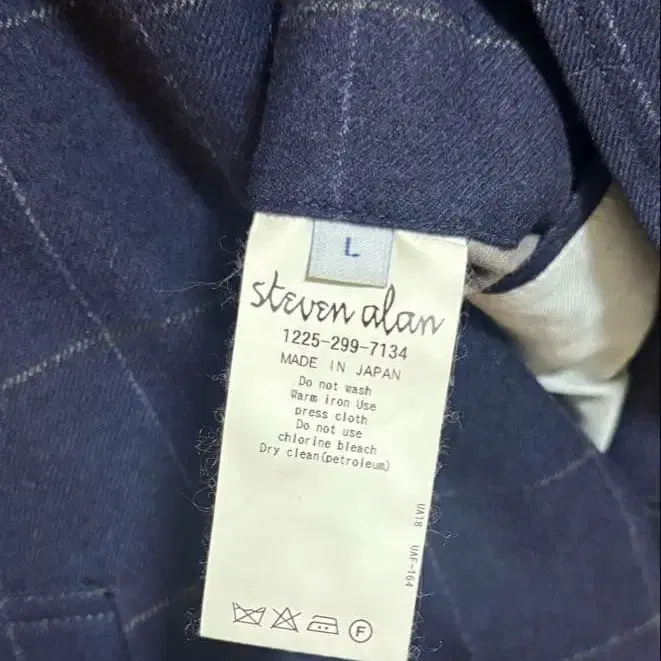 L
steven alan
1225-299-7134
MADE IN JAPAN
Do not wash
Warm iron Use
press cloth
Do not use
chlorine bleach
Dry clean(petroleum)
UA18 UAF-164
F